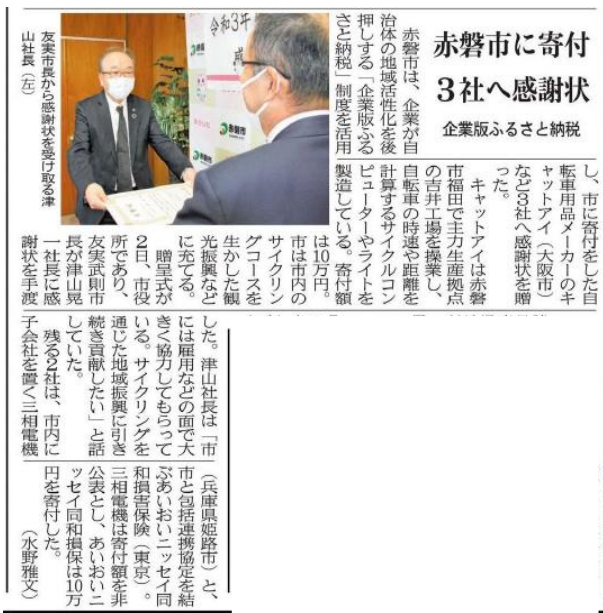 赤磐市に寄付
3社へ感謝状
企業版ふるさと納税
赤磐市は、企業が自
治体の地域活性化を後
押しする「企業版ふる
さと納税」制度を活用
し、市に寄付をした自
転車用品メーカーのキ
ャットアイ(大阪市)
など3社へ感謝状を贈
った。
キャットアイは赤磐
市福田で主力生産拠点
の吉井工場を操業し、
自転車の時速や距離を
計算するサイクルコン
ピューターやライトを
製造している。寄付額
は10万円。
市は市内の
サイクリン
グコースを
生かした観
光振興など
に充てる。
贈呈式が
2日、市役
所であり、
友実武則市
長が津山晃
一社長に感
謝状を手渡
した。津山社長は「市
には雇用などの面で大
きく協力してもらって
いる。サイクリングを
通じた地域振興に引き
続き貢献したい」と話
していた。
残る2社は、市内に
子会社を置く三相電機
(兵庫県姫路市)と、
市と包括連携協定を結
ぶあいおいニッセイ同
和損害保険(東京)。
三相電機は寄付額を非
公表とし、あいおいニ
ッセイ同和損保は10万
円を寄付した。
(水野雅文)
友実市長から感謝状を受け取る津
山社長(左)
令和3年
赤磐市